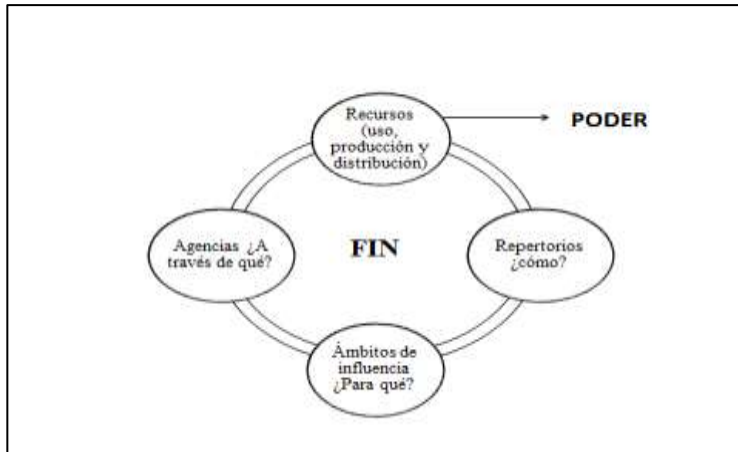 Recursos
(uso,
producción y
distribución)
PODER
Agencias ¿A
través de qué?
FIN
Repertorios
¿cómo?
Ámbitos de
influencia
¿Para qué?